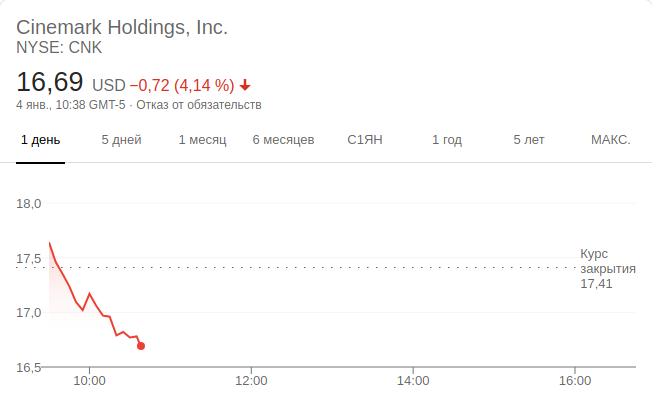 Cinemark Holdings, Inc.
NYSE: CNK
16,69 USD −0,72 (4,14 %)
4 янв., 10:38 GMT-5 · Отказ от обязательств
1 день 5 дней 1 месяц 6 месяцев С1ЯН 1 год 5 лет МАКС.
18,0
17,5
17,0
16,5
Курс
закрытия
17,41
10:00 12:00 14:00 16:00